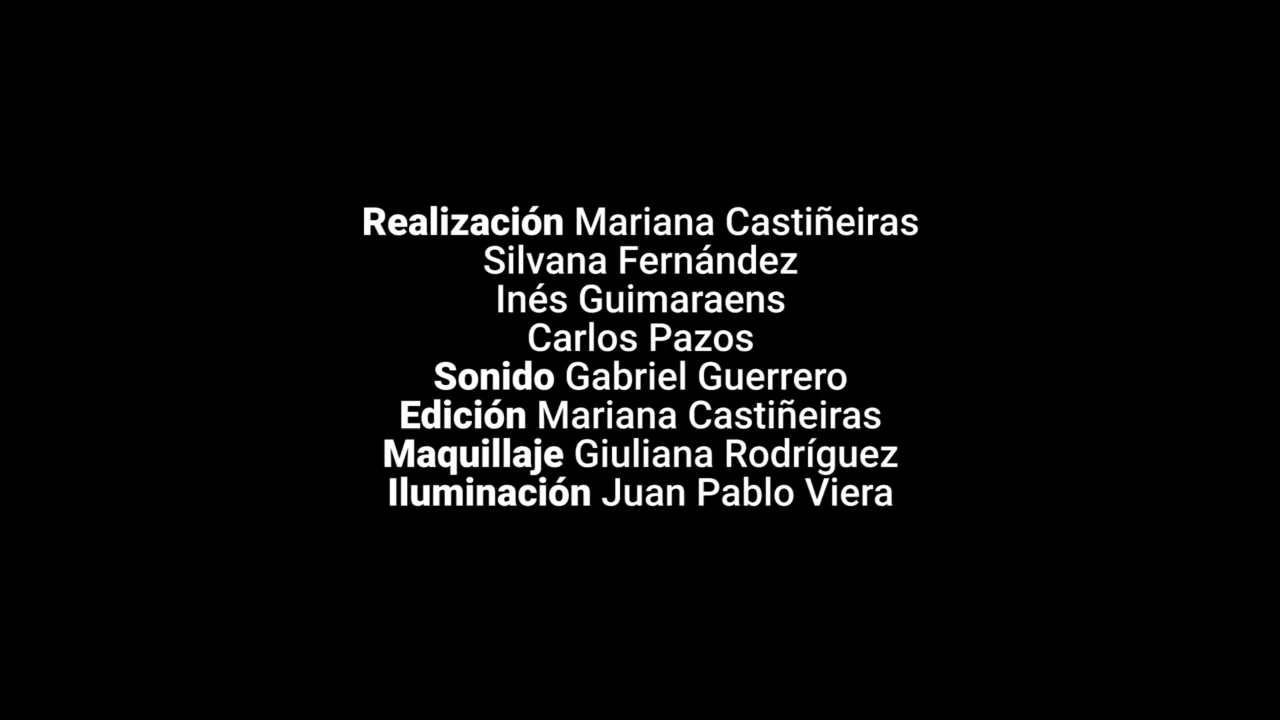 Realización Mariana Castiñeiras
Silvana Fernández
Inés Guimaraens
Carlos Pazos
Sonido Gabriel Guerrero
Edición Mariana Castiñeiras
Maquillaje Giuliana Rodríguez
Iluminación Juan Pablo Viera